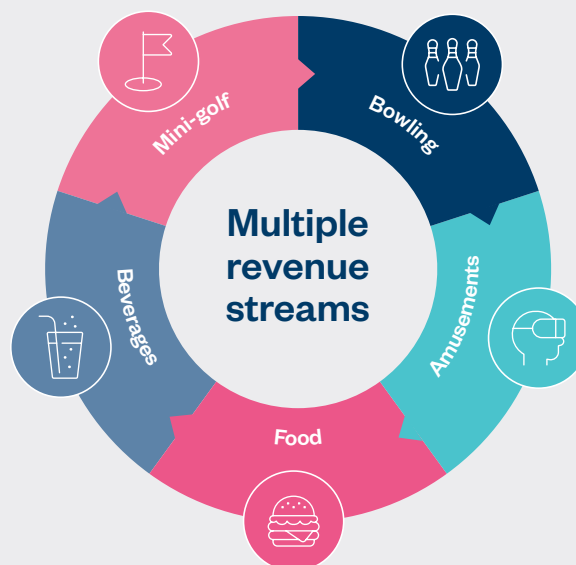 Mini-golf
Bowling
Multiple
revenue
streams
Beverages
Amusements
Food